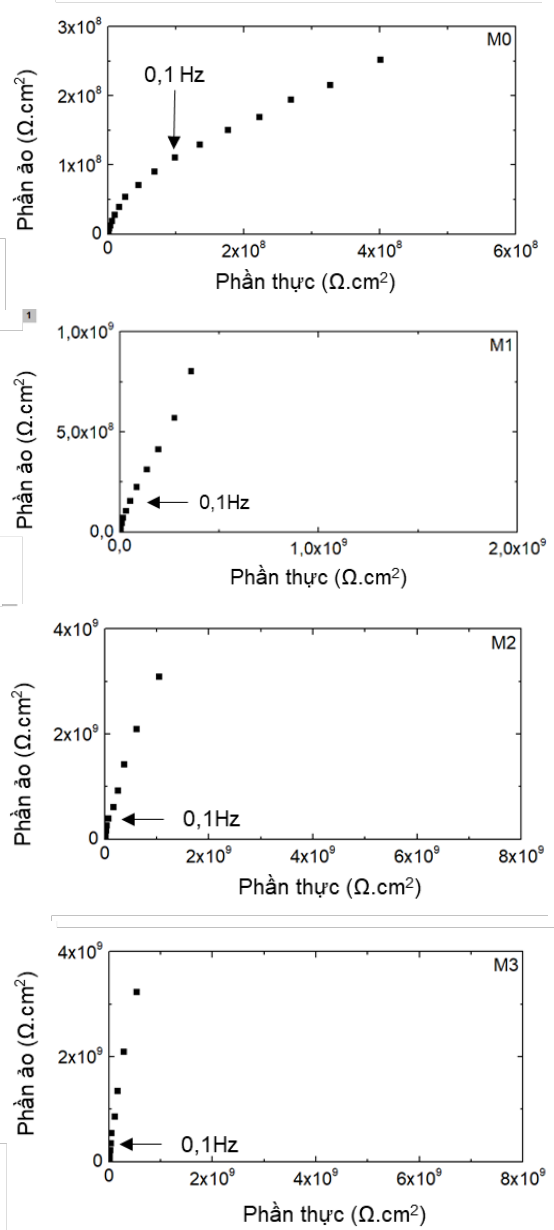 3x10⁸
M0
0,1 Hz
2x10⁸
1x10⁸
0
0
2x10⁸
4x10⁸
6x10⁸
Phần ảo (Ω.cm²)
Phần thực (Ω.cm²)
1
1,0x10⁹
M1
5,0x10⁸
0,1Hz
0,0
0,0
1,0x10⁹
2,0x10⁹
Phần ảo (Ω.cm²)
Phần thực (Ω.cm²)
4x10⁹
M2
2x10⁹
0,1Hz
0
0
2x10⁹
4x10⁹
6x10⁹
8x10⁹
Phần ảo (Ω.cm²)
Phần thực (Ω.cm²)
4x10⁹
M3
2x10⁹
0,1Hz
0
0
2x10⁹
4x10⁹
6x10⁹
8x10⁹
Phần ảo (Ω.cm²)
Phần thực (Ω.cm²)